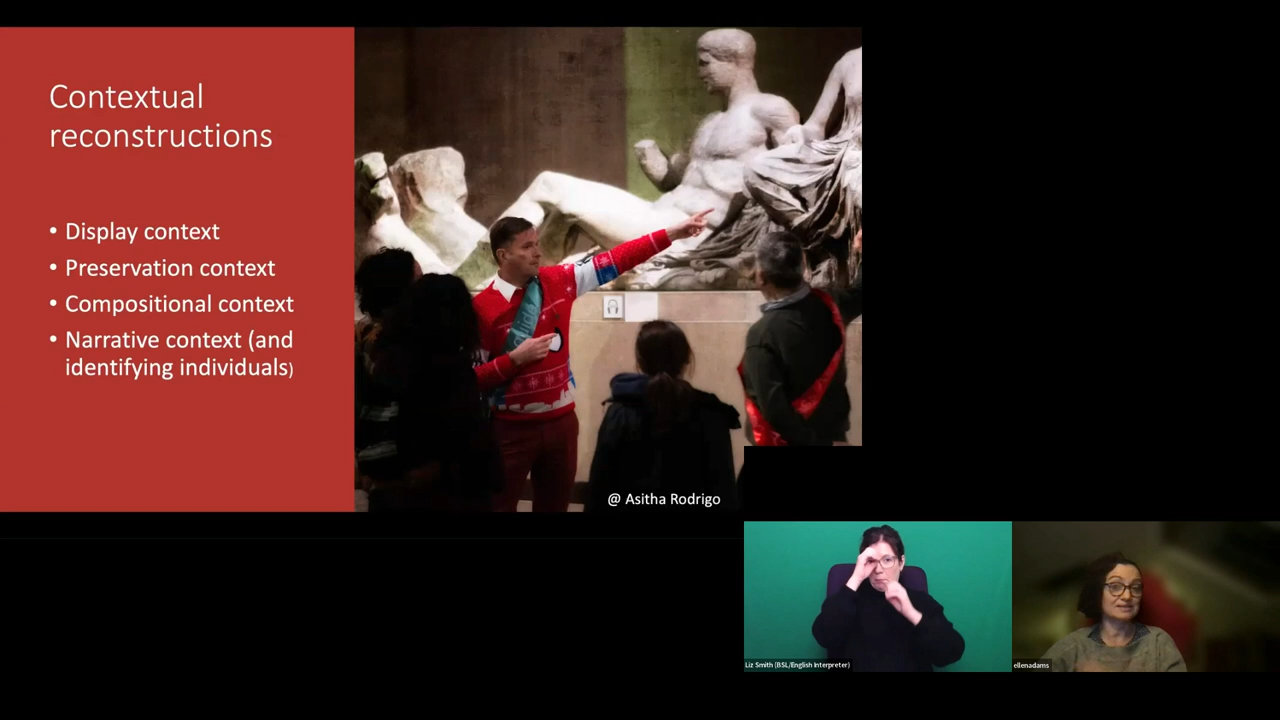 Contextual
reconstructions
• Display context
• Preservation context
• Compositional context
• Narrative context (and
identifying individuals)
@ Asitha Rodrigo
Liz Smith (BSL/English Interpreter)
ellenadams